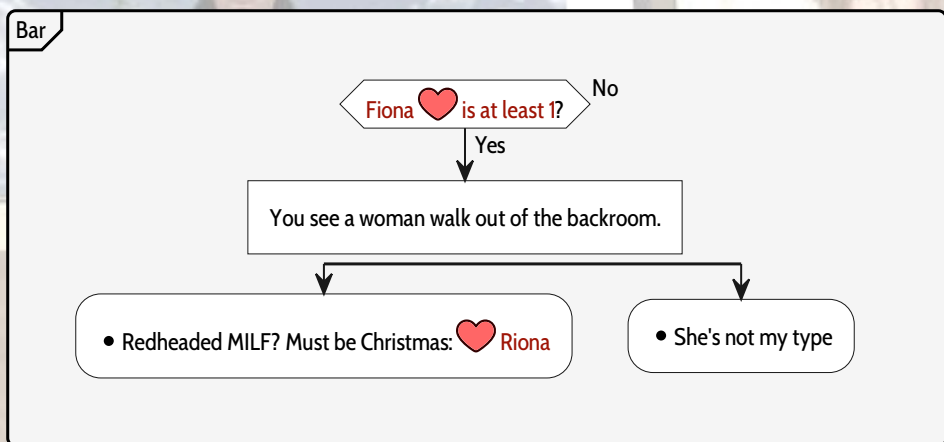 Bar
Fiona ❤ is at least 1?
No
Yes
You see a woman walk out of the backroom.
• Redheaded MILF? Must be Christmas: ❤ Riona
• She's not my type